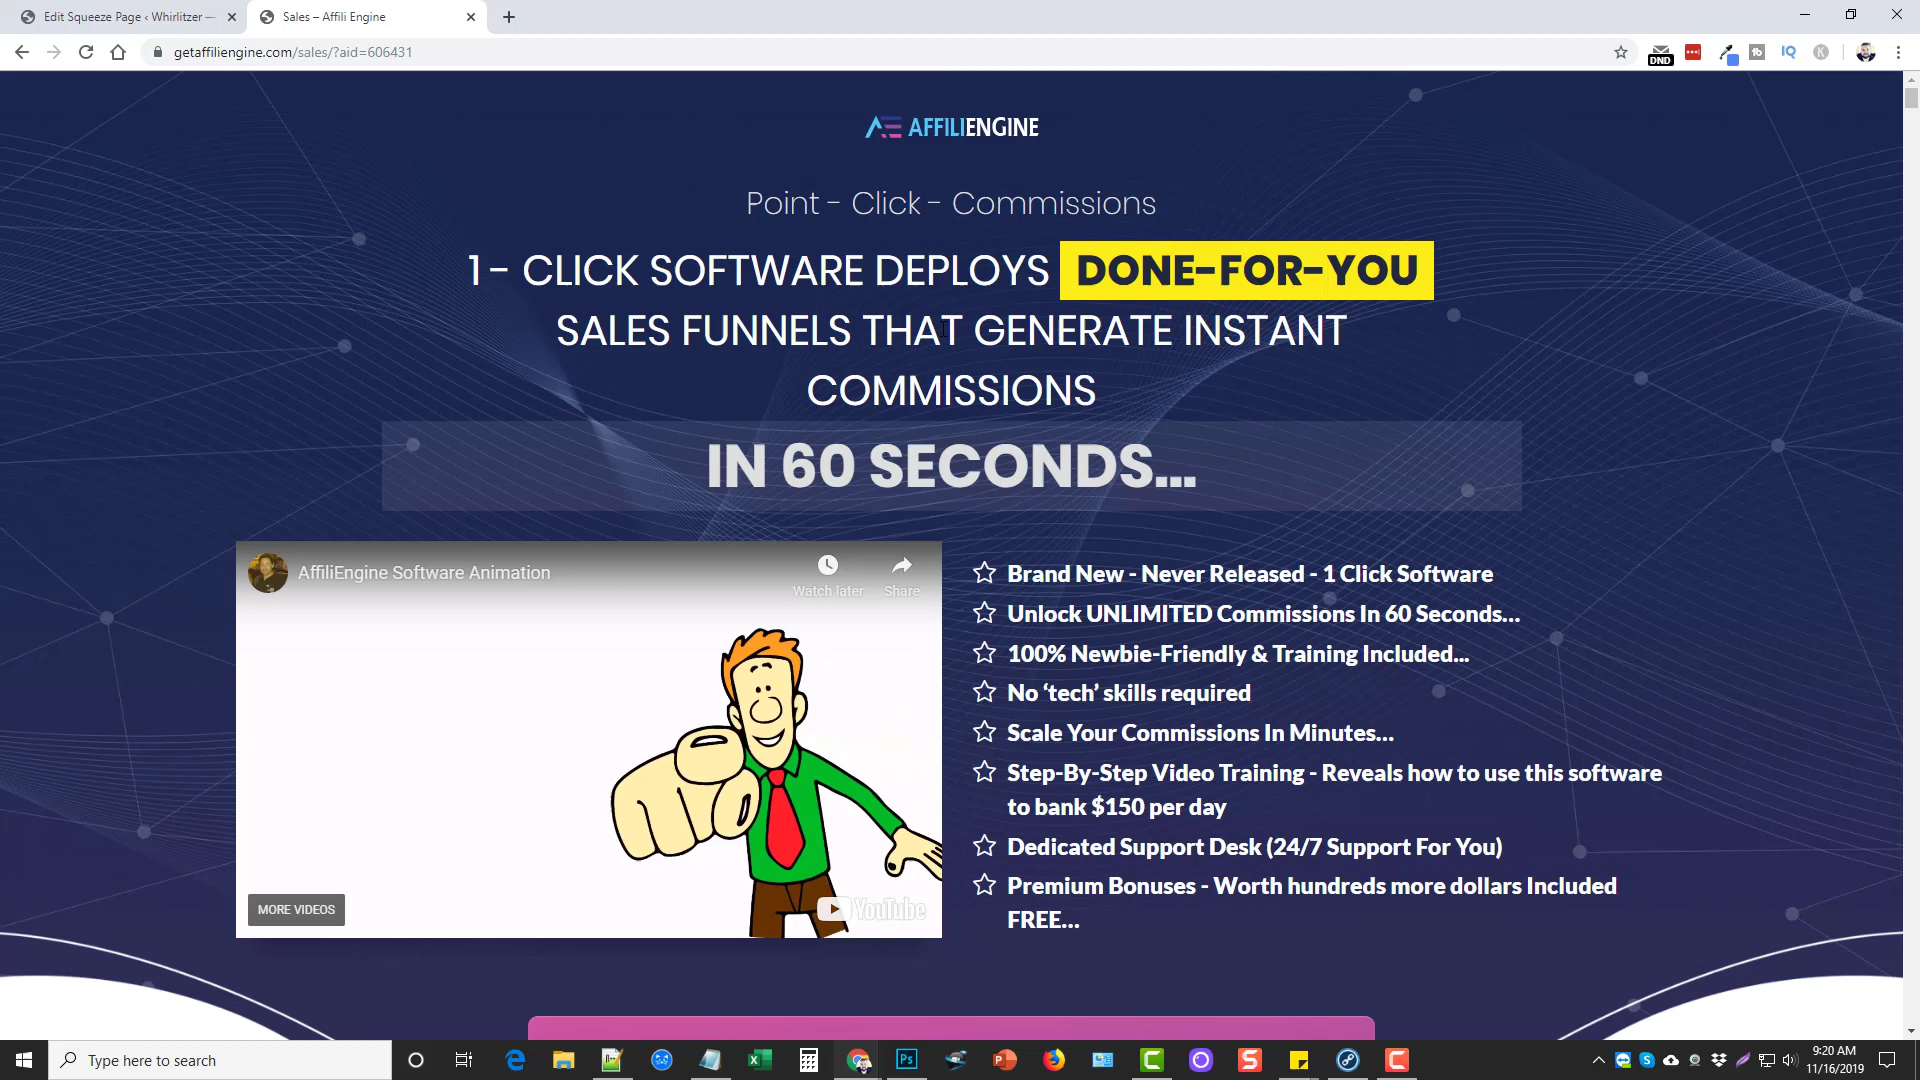 Edit Squeeze Page ‹ Whirlitzer —
Sales – Affili Engine
getaffiliengine.com/sales/?aid=606431
DND
AFFILIENGINE
Point - Click - Commissions
1 - CLICK SOFTWARE DEPLOYS DONE-FOR-YOU
SALES FUNNELS THAT GENERATE INSTANT
COMMISSIONS
IN 60 SECONDS...
AffiliEngine Software Animation
Watch later
Share
MORE VIDEOS
YouTube
Brand New - Never Released - 1 Click Software
Unlock UNLIMITED Commissions In 60 Seconds...
100% Newbie-Friendly & Training Included...
No ‘tech’ skills required
Scale Your Commissions In Minutes...
Step-By-Step Video Training - Reveals how to use this software
to bank $150 per day
Dedicated Support Desk (24/7 Support For You)
Premium Bonuses - Worth hundreds more dollars Included
FREE...
Type here to search
9:20 AM
11/16/2019